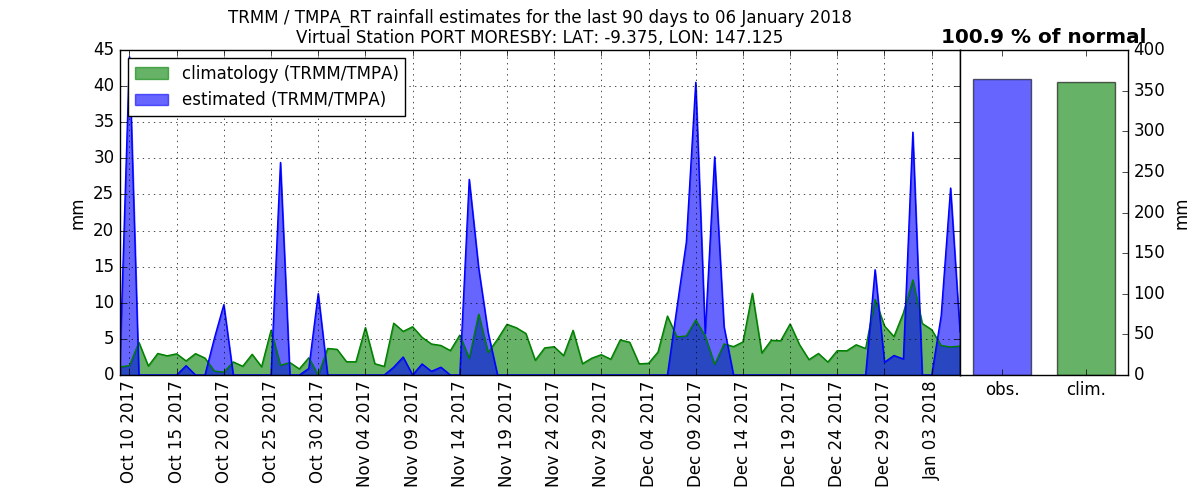 TRMM / TMPA_RT rainfall estimates for the last 90 days to 06 January 2018
Virtual Station PORT MORESBY: LAT: -9.375, LON: 147.125
100.9 % of normal
climatology (TRMM/TMPA)
estimated (TRMM/TMPA)
45
40
35
30
25
20
15
10
5
0
mm
Oct 10 2017
Oct 15 2017
Oct 20 2017
Oct 25 2017
Oct 30 2017
Nov 04 2017
Nov 09 2017
Nov 14 2017
Nov 19 2017
Nov 24 2017
Nov 29 2017
Dec 04 2017
Dec 09 2017
Dec 14 2017
Dec 19 2017
Dec 24 2017
Dec 29 2017
Jan 03 2018
obs.
clim.
400
350
300
250
200
150
100
50
0
mm